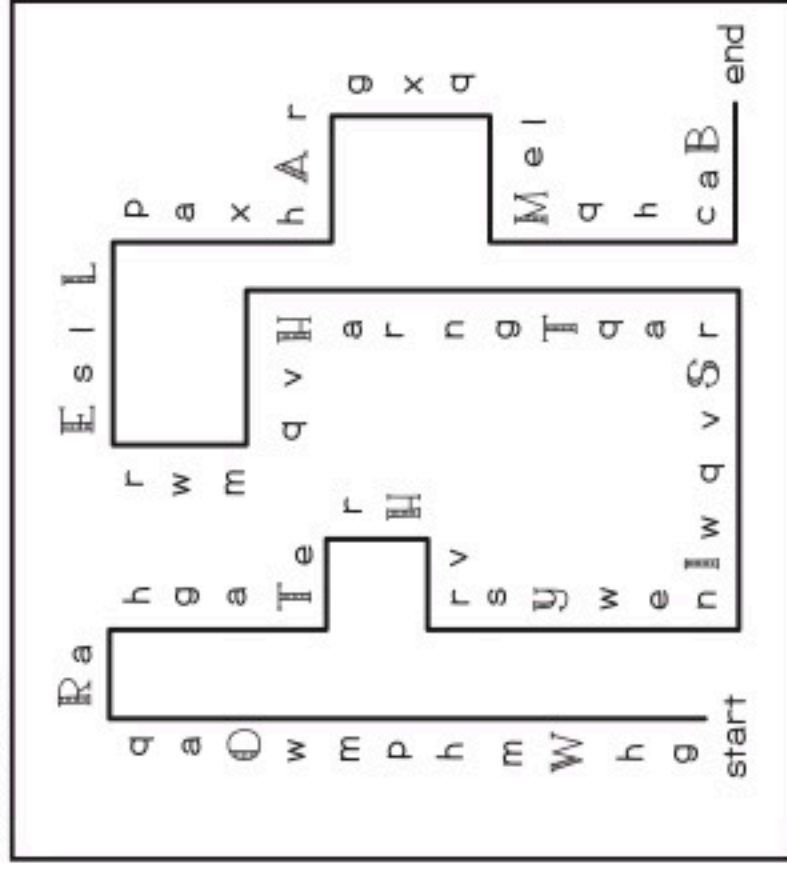 R a E s l L
q h r p
a g w a
O a m x
w T e q v H h A r
m r a g
p H r x
h r v n q
m s g
W y T M e l
h w q q
g e a h
n I w q v S r c a B
start end